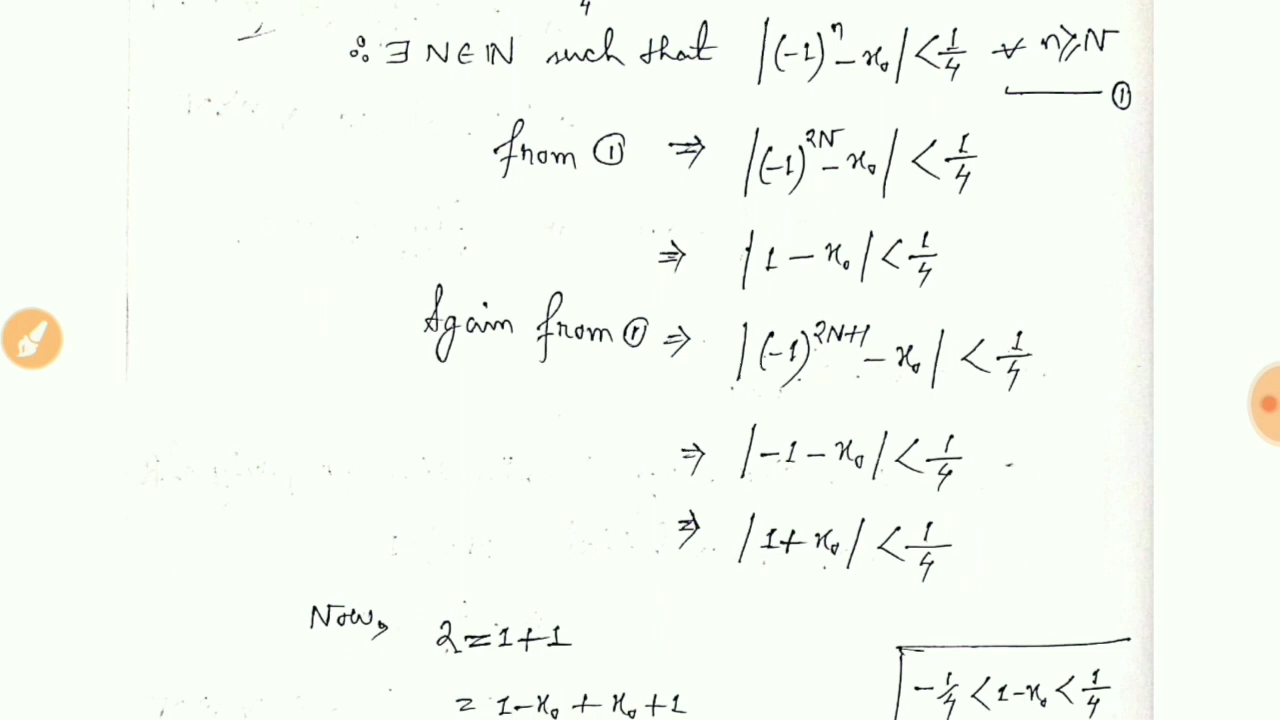 4
∴ ∃ N ∈ ℕ such that |(-1)^n - x₀| < 1/4 ∀ n ≥ N
——— ①
from ① ⇒ |(-1)^{2N} - x₀| < 1/4
⇒ |1 - x₀| < 1/4
Again from ① ⇒ |(-1)^{2N+1} - x₀| < 1/4
⇒ |-1 - x₀| < 1/4
⇒ |1 + x₀| < 1/4
Now, 2 = 1 + 1
= 1 - x₀ + x₀ + 1
-1/4 < 1 - x₀ < 1/4